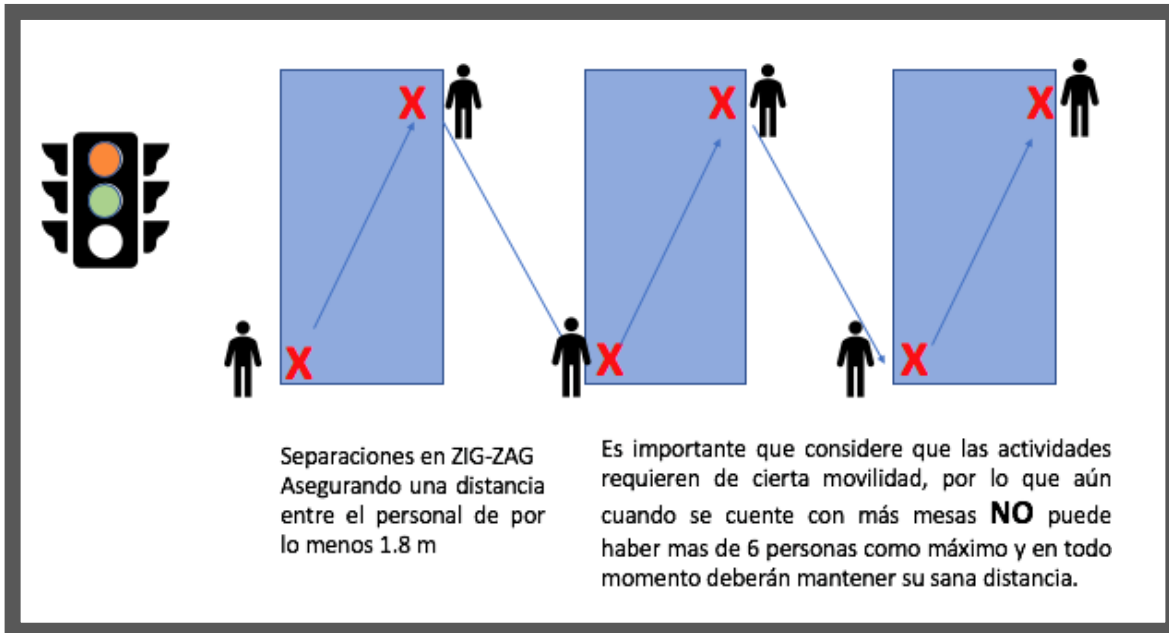 X
X
X
X
X
X
Separaciones en ZIG-ZAG
Asegurando una distancia
entre el personal de por
lo menos 1.8 m
Es importante que considere que las actividades
requieren de cierta movilidad, por lo que aún
cuando se cuente con más mesas NO puede
haber mas de 6 personas como máximo y en todo
momento deberán mantener su sana distancia.